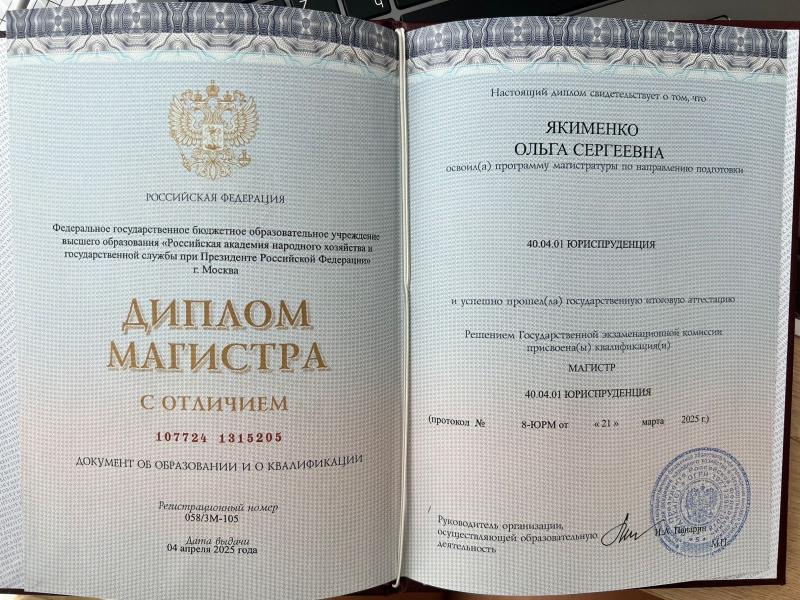 РОССИЙСКАЯ ФЕДЕРАЦИЯ
Федеральное государственное бюджетное образовательное учреждение
высшего образования «Российская академия народного хозяйства и
государственной службы при Президенте Российской Федерации»
г. Москва
ДИПЛОМ
МАГИСТРА
С ОТЛИЧИЕМ
107724 1315205
ДОКУМЕНТ ОБ ОБРАЗОВАНИИ И О КВАЛИФИКАЦИИ
Регистрационный номер
058/3М-105
Дата выдачи
04 апреля 2025 года
Настоящий диплом свидетельствует о том, что
ЯКИМЕНКО
ОЛЬГА СЕРГЕЕВНА
освоил(а) программу магистратуры по направлению подготовки
40.04.01 ЮРИСПРУДЕНЦИЯ
и успешно прошел(ла) государственную итоговую аттестацию
Решением Государственной экзаменационной комиссии
присвоена(ы) квалификация(и)
МАГИСТР
40.04.01 ЮРИСПРУДЕНЦИЯ
(протокол № 8-ЮРМ от « 21 » марта 2025 г.)
Руководитель организации,
осуществляющей образовательную
деятельность
М.П.